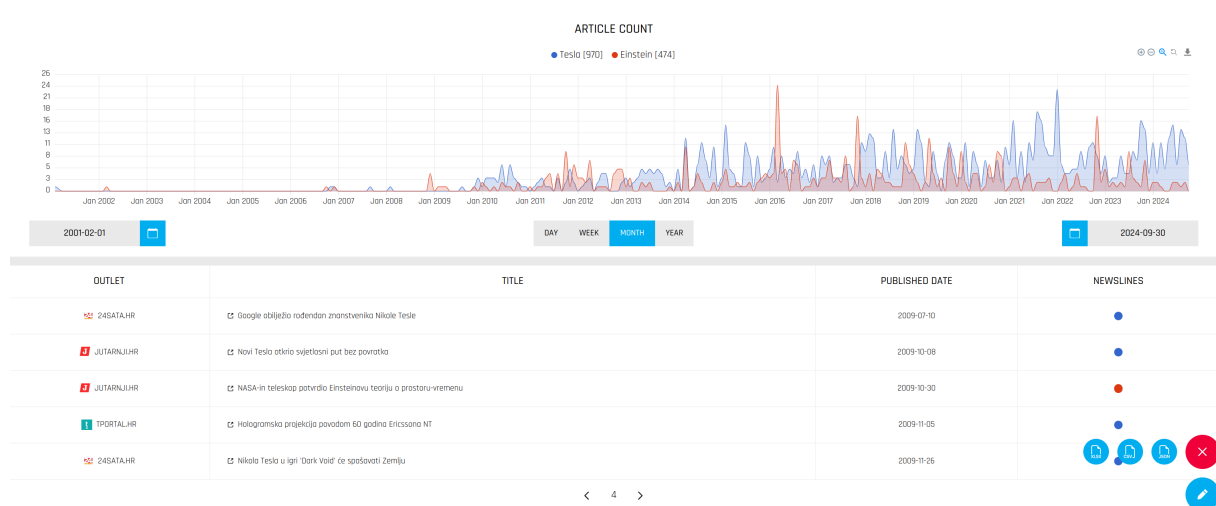 ARTICLE COUNT
Tesla [970] Einstein [474]
26
24
21
18
16
13
11
8
5
3
0
Jan 2002 Jan 2003 Jan 2004 Jan 2005 Jan 2006 Jan 2007 Jan 2008 Jan 2009 Jan 2010 Jan 2011 Jan 2012 Jan 2013 Jan 2014 Jan 2015 Jan 2016 Jan 2017 Jan 2018 Jan 2019 Jan 2020 Jan 2021 Jan 2022 Jan 2023 Jan 2024
2001-02-01 DAY WEEK MONTH YEAR 2024-09-30
OUTLET TITLE PUBLISHED DATE NEWSLINES
24SATA.HR Google obilježio rođendan znanstvenika Nikole Tesle 2009-07-10
JUTARNJI.HR Novi Tesla otkrio svjetlosni put bez povratka 2009-10-08
JUTARNJI.HR NASA-in teleskop potvrdio Einsteinovu teoriju o prostoru-vremenu 2009-10-30
TPORTAL.HR Hologramska projekcija povodom 60 godina Ericssona NT 2009-11-05
24SATA.HR Nikola Tesla u igri 'Dark Void' će spašavati Zemlju 2009-11-26
XLSX CSV JSON
4